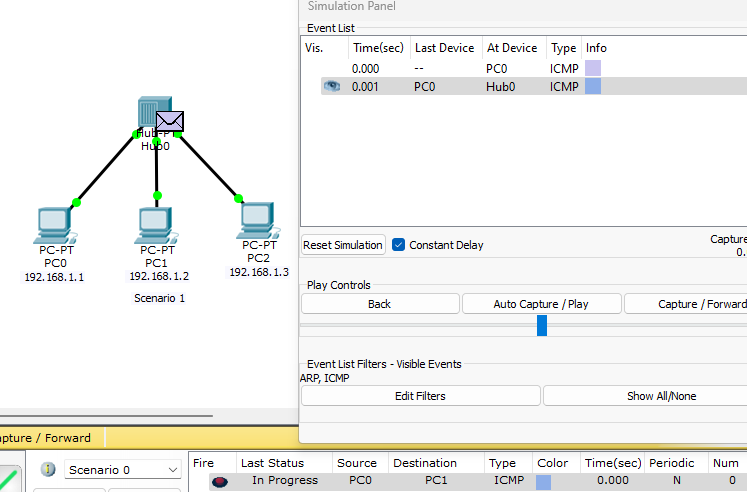 Simulation Panel
Event List
Vis. Time(sec) Last Device At Device Type Info
0.000 -- PC0 ICMP
0.001 PC0 Hub0 ICMP
Hub-PT
Hub0
PC-PT
PC0
192.168.1.1
PC-PT
PC1
192.168.1.2
PC-PT
PC2
192.168.1.3
Scenario 1
Reset Simulation Constant Delay
Capture
0.
Play Controls
Back Auto Capture / Play Capture / Forward
Event List Filters - Visible Events
ARP, ICMP
Edit Filters Show All/None
apture / Forward
Scenario 0
Fire Last Status Source Destination Type Color Time(sec) Periodic Num
In Progress PC0 PC1 ICMP 0.000 N 0